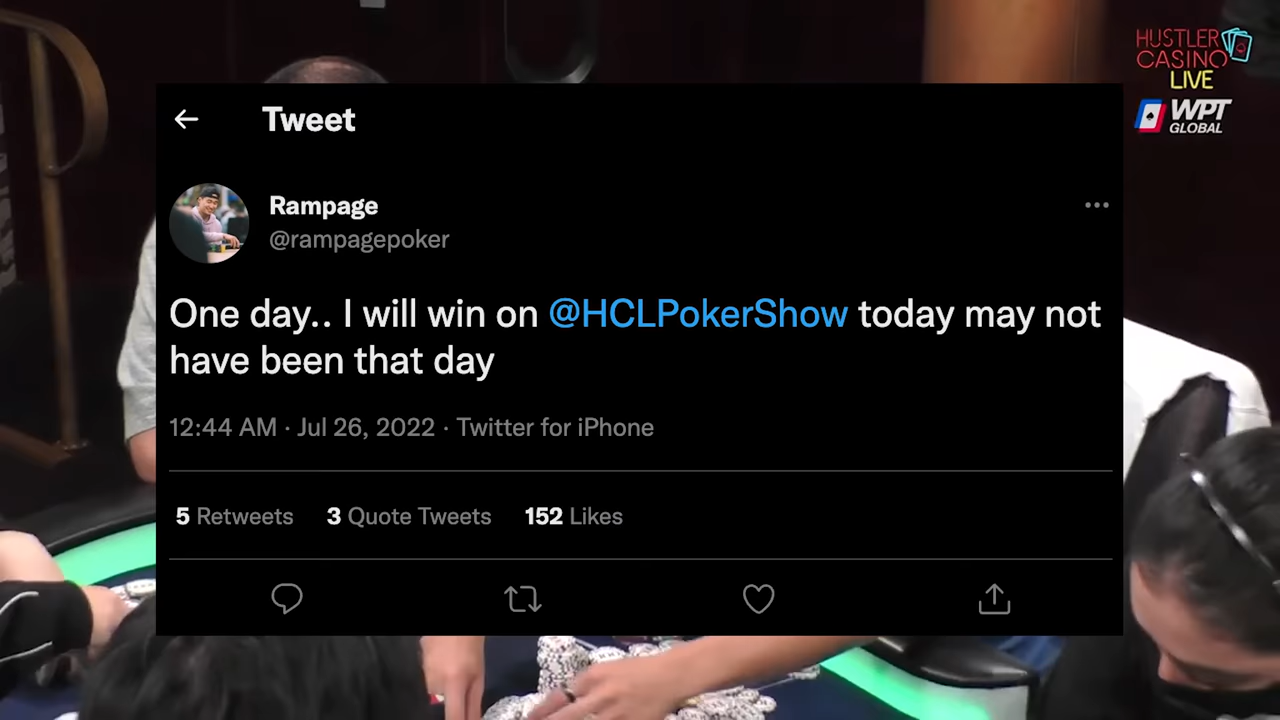 HUSTLER
CASINO
LIVE
WPT
GLOBAL
Tweet
Rampage
@rampagepoker
One day.. I will win on @HCLPokerShow today may not
have been that day
12:44 AM · Jul 26, 2022 · Twitter for iPhone
5 Retweets 3 Quote Tweets 152 Likes